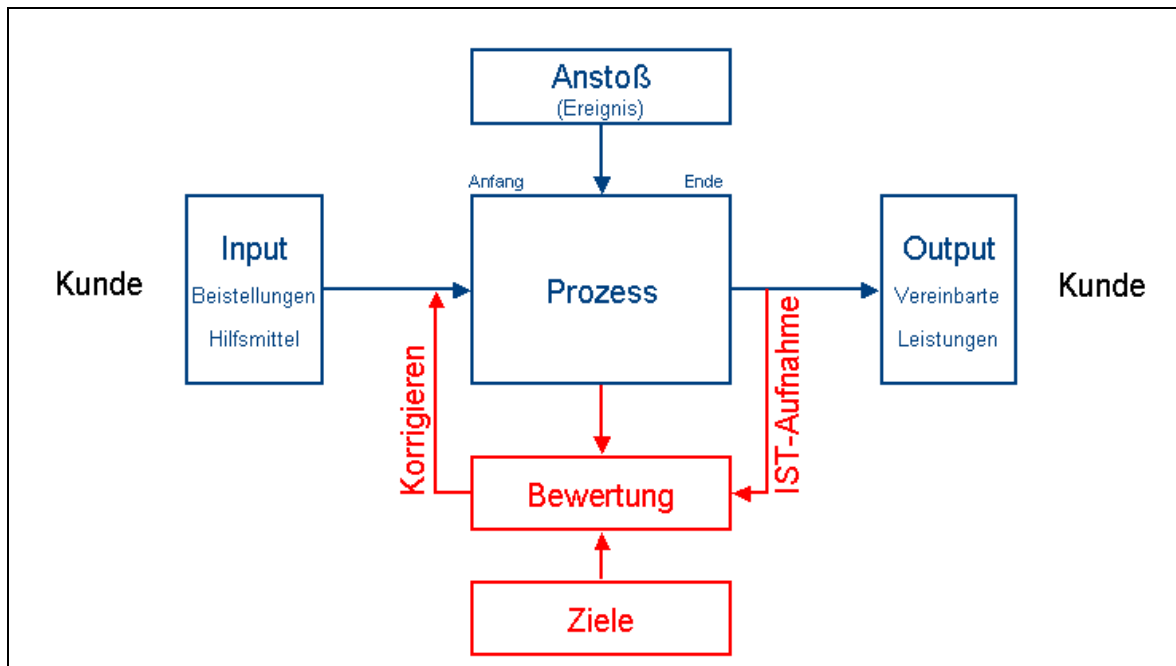 Anstoß
(Ereignis)
Anfang
Ende
Kunde
Input
Beistellungen
Hilfsmittel
Prozess
Output
Vereinbarte
Leistungen
Kunde
Korrigieren
IST-Aufnahme
Bewertung
Ziele